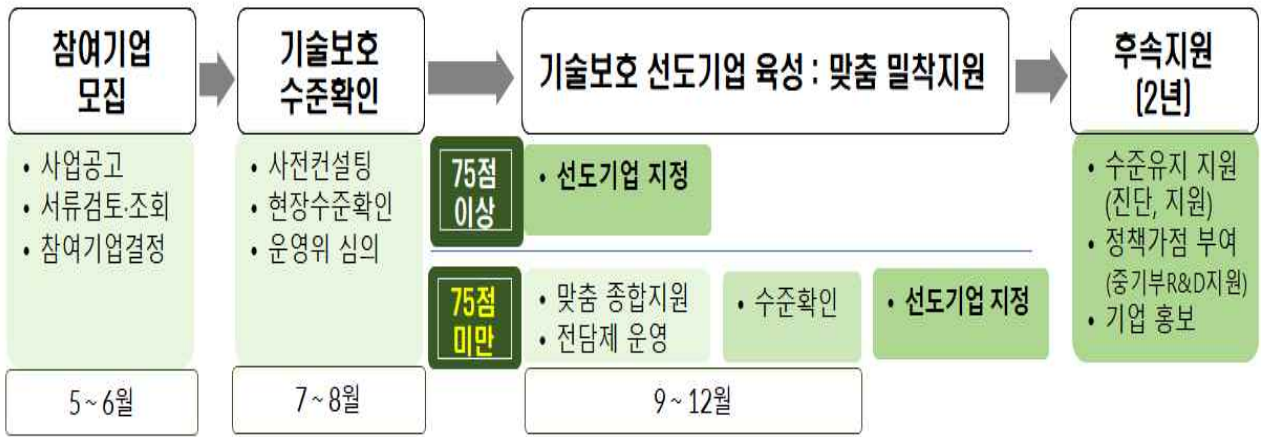 참여기업
모집
기술보호
수준확인
기술보호 선도기업 육성 : 맞춤 밀착지원
후속지원
(2년)
• 사업공고
• 서류검토·조회
• 참여기업결정
• 사전컨설팅
• 현장수준확인
• 운영위 심의
75점
이상
• 선도기업 지정
75점
미만
• 맞춤 종합지원
• 전담제 운영
• 수준확인
• 선도기업 지정
• 수준유지 지원
(진단, 지원)
• 정책가점 부여
(중기부R&D지원)
• 기업 홍보
5 ~ 6월
7 ~ 8월
9 ~ 12월